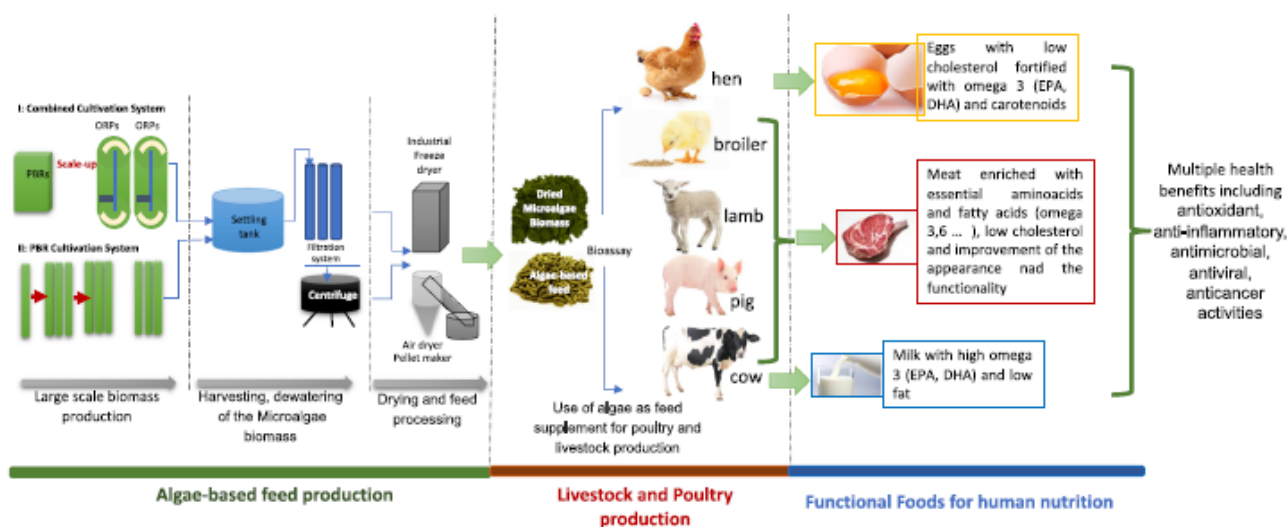 I: Combined Cultivation System
ORPs
ORPs
PBRs
Scale-up
II: PBR Cultivation System
Settling
tank
Filtration
system
Centrifuge
Industrial
Freeze
dryer
Air dryer
Pellet maker
Large scale biomass
production
Harvesting, dewatering
of the Microalgae
biomass
Drying and feed
processing
Dried
Microalgae
Biomass
Algae-based
feed
Bioassay
hen
broiler
lamb
pig
cow
Use of algae as feed
supplement for poultry and
livestock production
Eggs with low
cholesterol fortified
with omega 3 (EPA,
DHA) and carotenoids
Meat enriched with
essential aminoacids
and fatty acids (omega
3,6 ... ), low cholesterol
and improvement of the
appearance nad the
functionality
Milk with high omega
3 (EPA, DHA) and low
fat
Multiple health
benefits including
antioxidant,
anti-inflammatory,
antimicrobial,
antiviral,
anticancer
activities
Algae-based feed production
Livestock and Poultry
production
Functional Foods for human nutrition